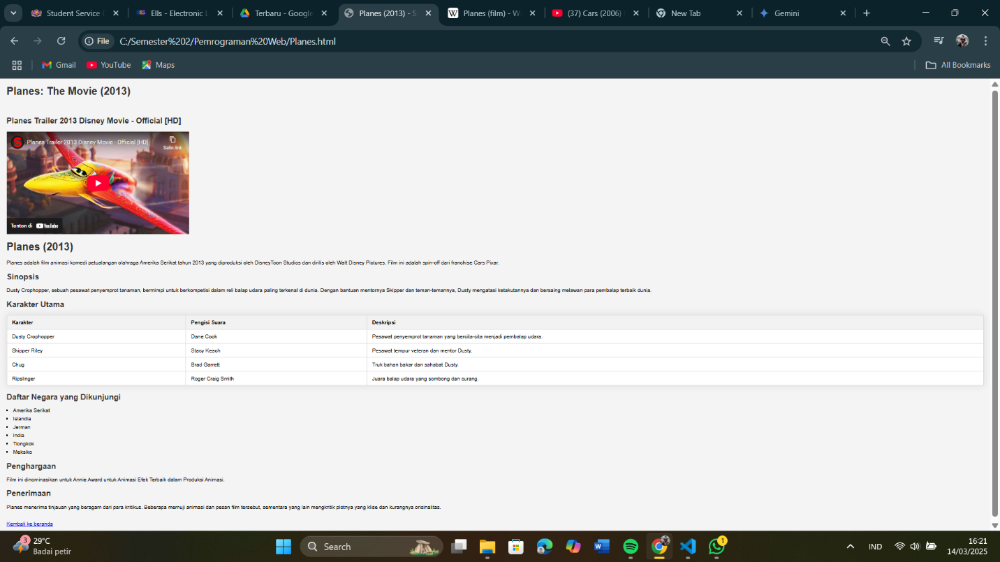 Student Service
Ells - Electronic L
Terbaru - Google
Planes (2013) - S
Planes (film) - W
(37) Cars (2006)
New Tab
Gemini
File
C:/Semester%202/Pemrograman%20Web/Planes.html
Gmail
YouTube
Maps
All Bookmarks
Planes: The Movie (2013)
Planes Trailer 2013 Disney Movie - Official [HD]
Planes Trailer 2013 Disney Movie - Official [HD]
Salin link
Tonton di YouTube
Planes (2013)
Planes adalah film animasi komedi petualangan olahraga Amerika Serikat tahun 2013 yang diproduksi oleh DisneyToon Studios dan dirilis oleh Walt Disney Pictures. Film ini adalah spin-off dari franchise Cars Pixar.
Sinopsis
Dusty Crophopper, sebuah pesawat penyemprot tanaman, bermimpi untuk berkompetisi dalam reli balap udara paling terkenal di dunia. Dengan bantuan mentornya Skipper dan teman-temannya, Dusty mengatasi ketakutannya dan bersaing melawan para pembalap terbaik dunia.
Karakter Utama
Karakter Pengisi Suara Deskripsi
Dusty Crophopper Dane Cook Pesawat penyemprot tanaman yang bercita-cita menjadi pembalap udara.
Skipper Riley Stacy Keach Pesawat tempur veteran dan mentor Dusty.
Chug Brad Garrett Truk bahan bakar dan sahabat Dusty.
Ripslinger Roger Craig Smith Juara balap udara yang sombong dan curang.
Daftar Negara yang Dikunjungi
Amerika Serikat
Islandia
Jerman
India
Tiongkok
Meksiko
Penghargaan
Film ini dinominasikan untuk Annie Award untuk Animasi Efek Terbaik dalam Produksi Animasi.
Penerimaan
Planes menerima tinjauan yang beragam dari para kritikus. Beberapa memuji animasi dan pesan film tersebut, sementara yang lain mengkritik plotnya yang klise dan kurangnya orisinalitas.
Kembali ke beranda
3
29°C
Badai petir
Search
1
IND
16:21
14/03/2025